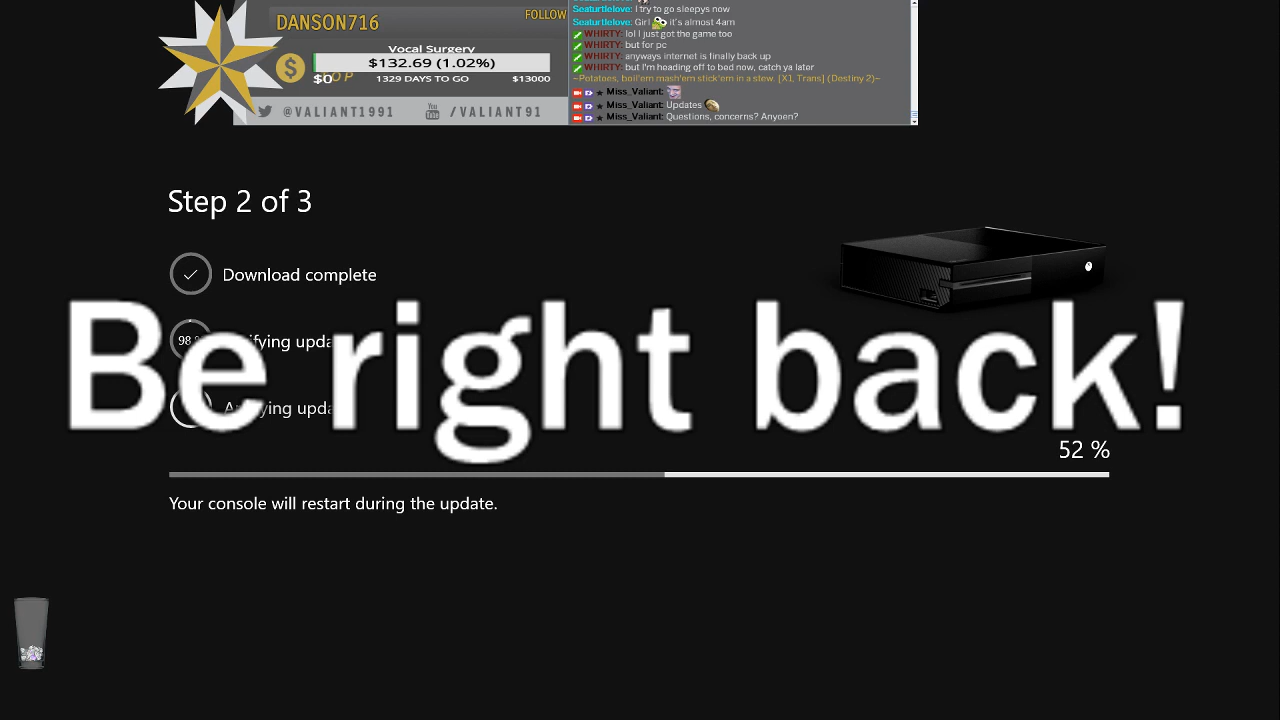 DANSON716
FOLLOW
Vocal Surgery
$132.69 (1.02%)
$0
1329 DAYS TO GO
$13000
@VALIANT1991
You
/VALIANT91
Seaturtlelove: I try to go sleepys now
Seaturtlelove: Girl it's almost 4am
WHIRTY: lol I just got the game too
WHIRTY: but for pc
WHIRTY: anyways internet is finally back up
WHIRTY: but I'm heading off to bed now, catch ya later
~Potatoes, boil'em mash'em stick'em in a stew. [X1, Trans] (Destiny 2)~
Miss_Valiant:
Miss_Valiant: Updates
Miss_Valiant: Questions, concerns? Anyoen?
Step 2 of 3
Download complete
Be right back!
52 %
Your console will restart during the update.